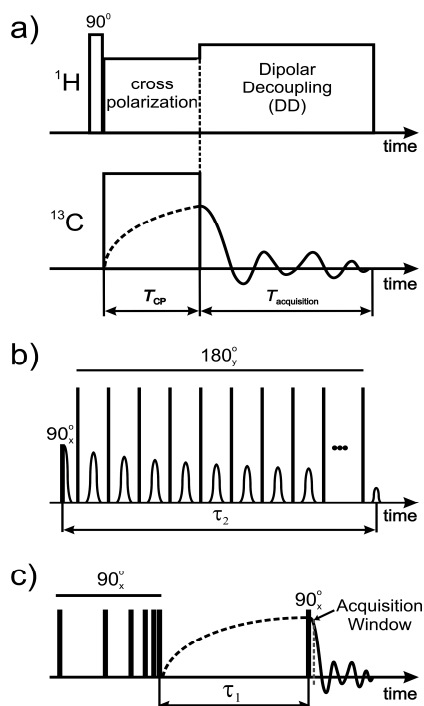 a)
90°
¹H
cross
polarization
Dipolar
Decoupling
(DD)
time
¹³C
time
T_CP
T_acquisition
b)
180°_y
90°_x
•••
time
τ₂
c)
90°_x
90°_x
Acquisition
Window
time
τ₁